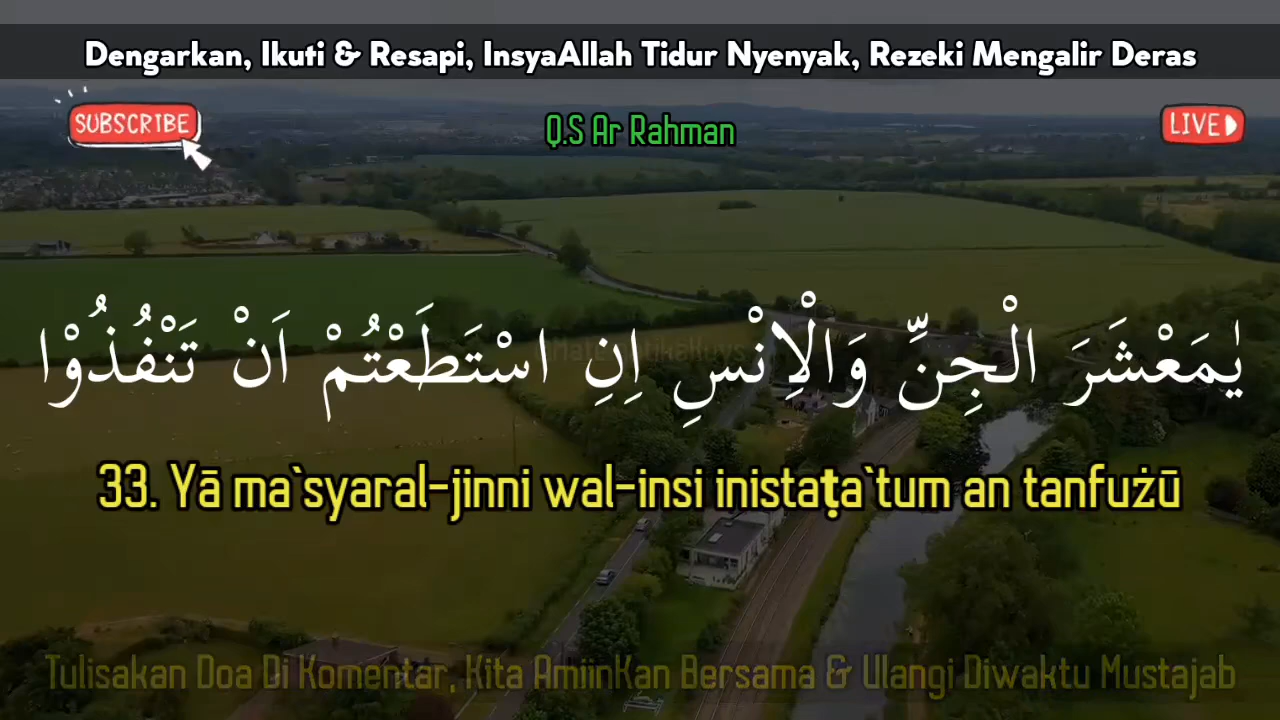 Dengarkan, Ikuti & Resapi, InsyaAllah Tidur Nyenyak, Rezeki Mengalir Deras
SUBSCRIBE
Q.S Ar Rahman
LIVE
يٰمَعْشَرَ الْجِنِّ وَالْاِنْسِ اِنِ اسْتَطَعْتُمْ اَنْ تَنْفُذُوْا
33. Yā ma`syaral-jinni wal-insi inistaṭa`tum an tanfużū
Tulisakan Doa Di Komentar, Kita AmiinKan Bersama & Ulangi Diwaktu Mustajab